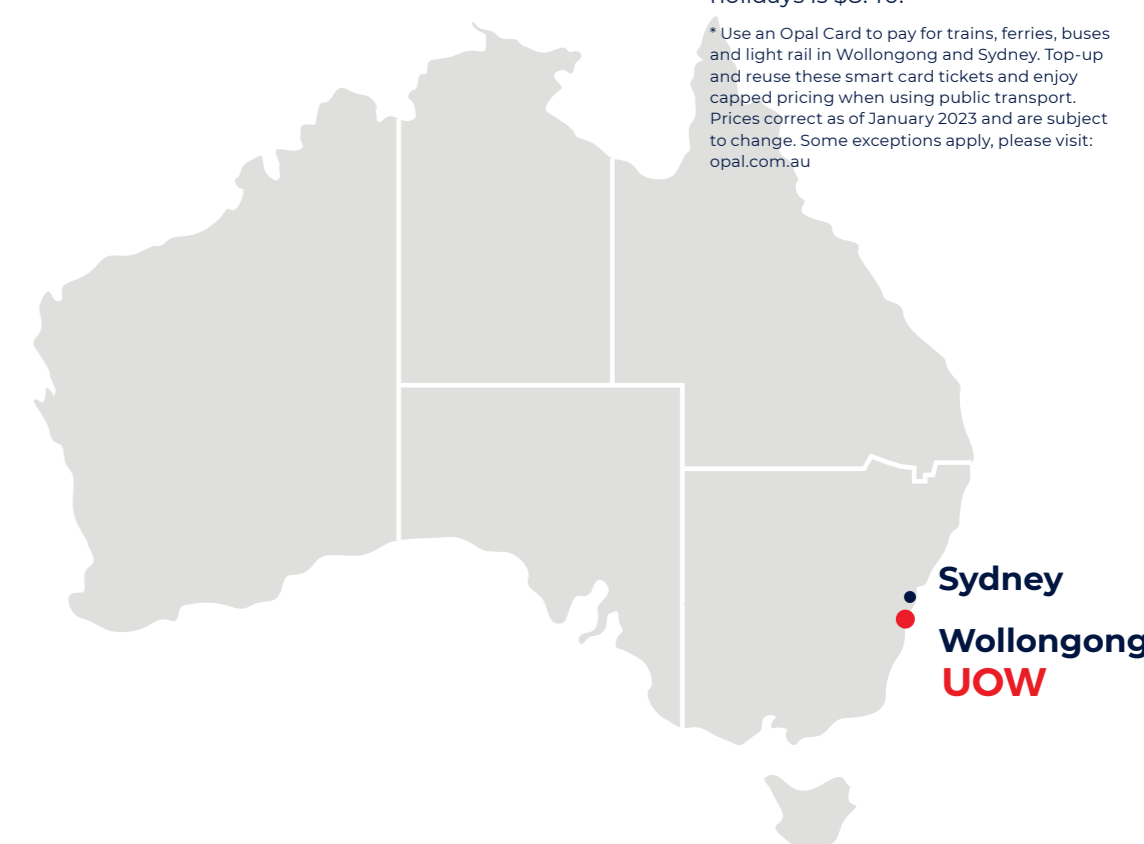 * Use an Opal Card to pay for trains, ferries, buses
and light rail in Wollongong and Sydney. Top-up
and reuse these smart card tickets and enjoy
capped pricing when using public transport.
Prices correct as of January 2023 and are subject
to change. Some exceptions apply, please visit:
opal.com.au
Sydney
Wollongong
UOW